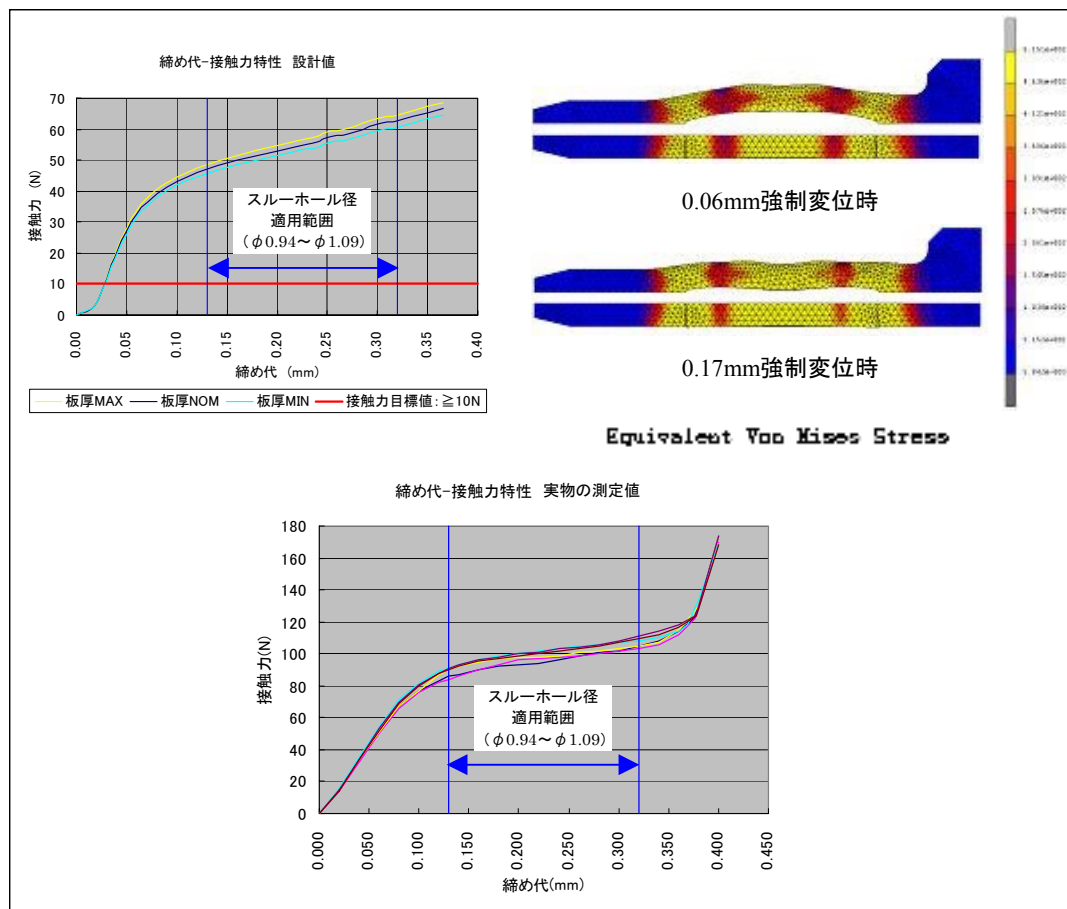 締め代-接触力特性 設計値
接触力 (N)
70
60
50
40
30
20
10
0
スルーホール径
適用範囲
(φ0.94～φ1.09)
0.00
0.05
0.10
0.15
0.20
0.25
0.30
0.35
0.40
締め代 (mm)
板厚MAX 板厚NOM 板厚MIN 接触力目標値:≧10N
0.06mm強制変位時
0.17mm強制変位時
Equivalent Von Mises Stress
締め代-接触力特性 実物の測定値
接触力(N)
180
160
140
120
100
80
60
40
20
0
スルーホール径
適用範囲
(φ0.94～φ1.09)
0.000
0.050
0.100
0.150
0.200
0.250
0.300
0.350
0.400
0.450
締め代(mm)